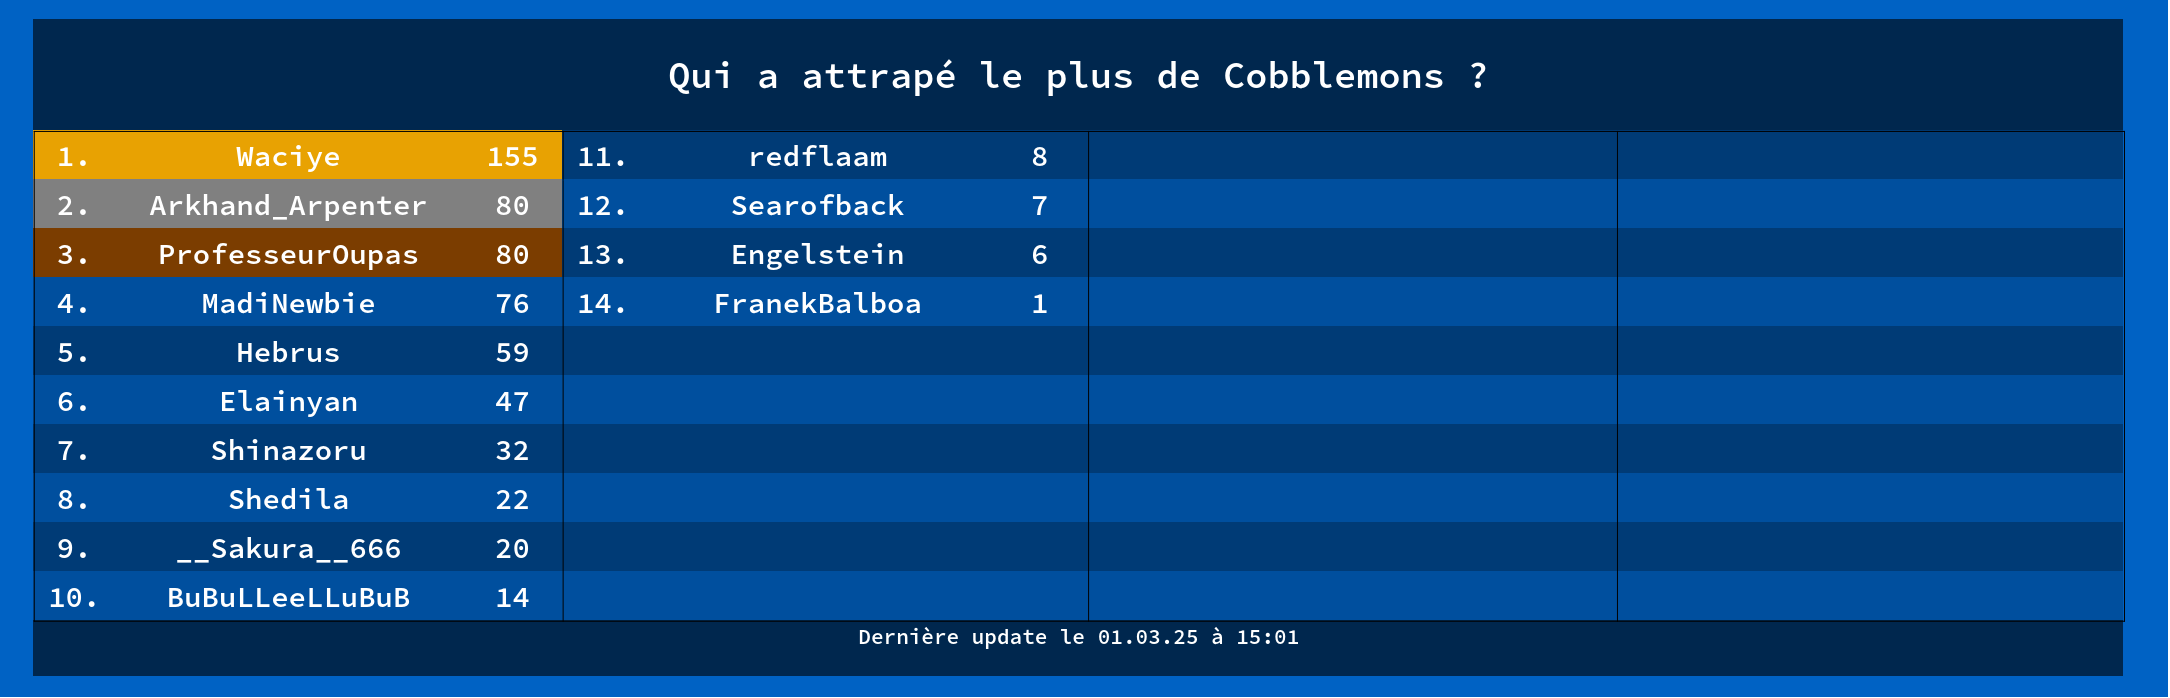 Qui a attrapé le plus de Cobblemons ?
1. Waciye 155
2. Arkhand_Arpenter 80
3. ProfesseurOupas 80
4. MadiNewbie 76
5. Hebrus 59
6. Elainyan 47
7. Shinazoru 32
8. Shedila 22
9. __Sakura__666 20
10. BuBuLLeeLLuBuB 14
11. redflaam 8
12. Searofback 7
13. Engelstein 6
14. FranekBalboa 1
Dernière update le 01.03.25 à 15:01